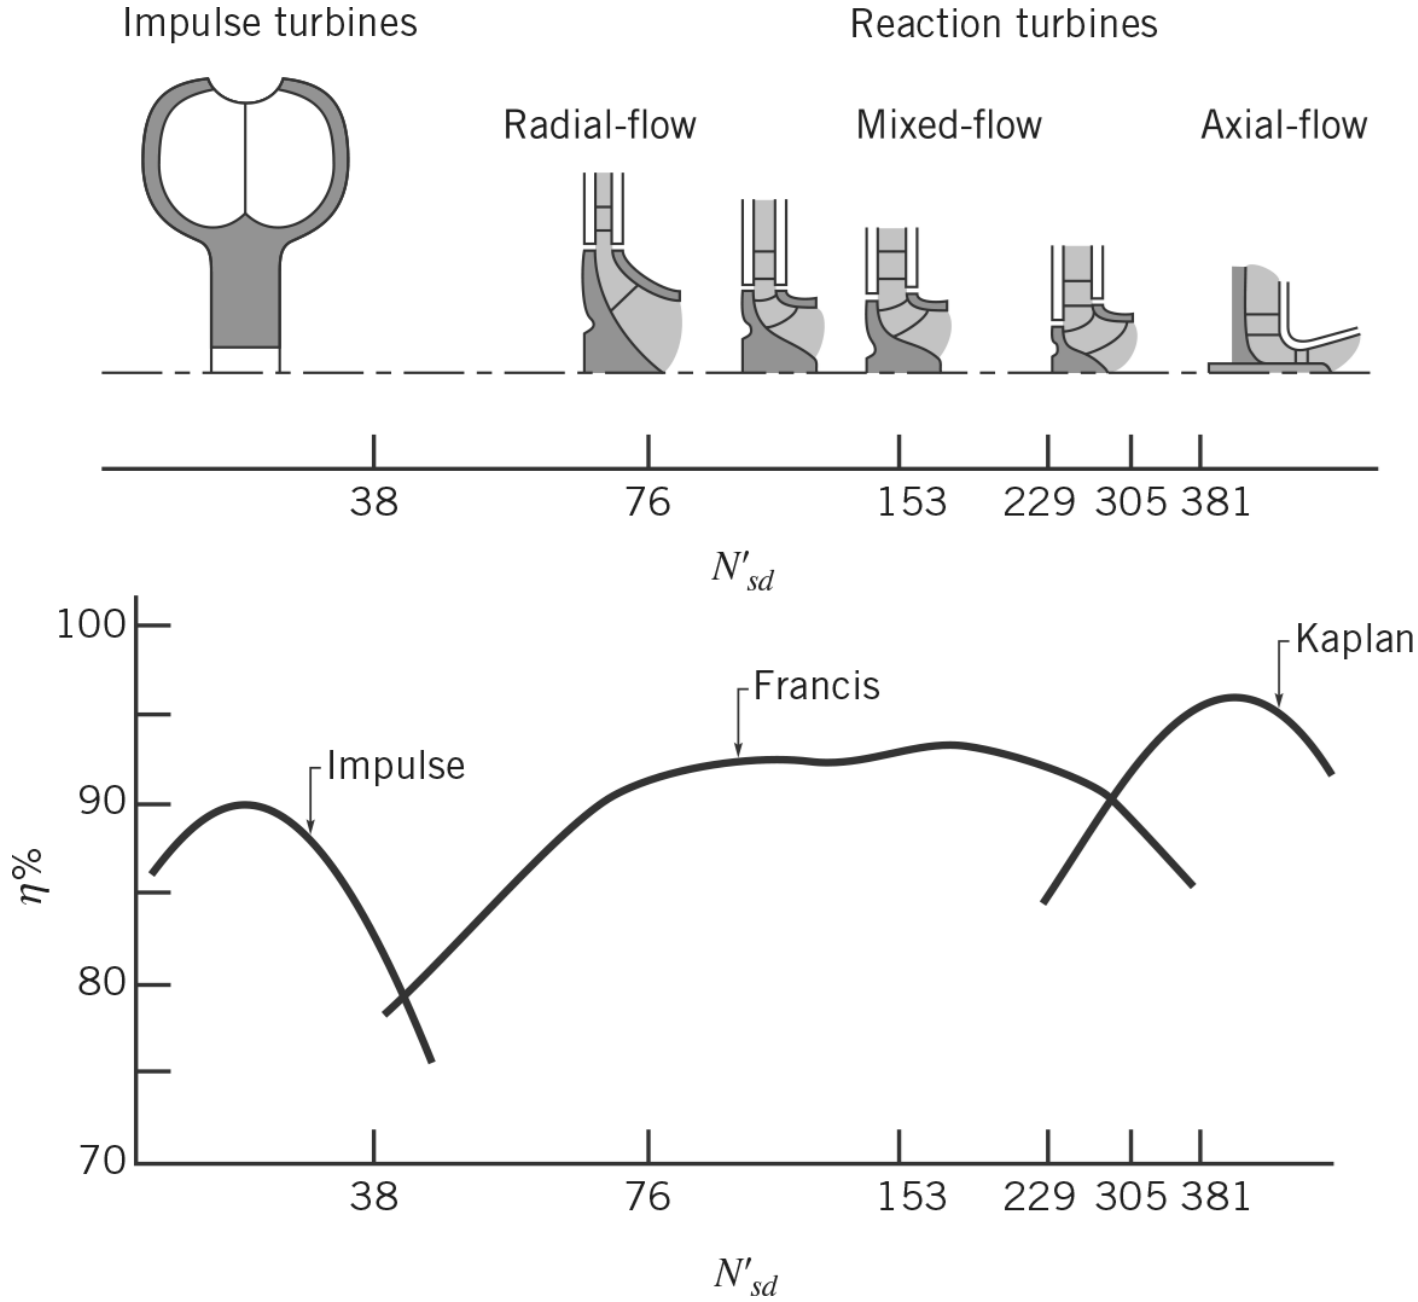 Impulse turbines
Reaction turbines
Radial-flow
Mixed-flow
Axial-flow
38 76 153 229 305 381
N′sd
100
Kaplan
Francis
Impulse
90
η%
80
70
38 76 153 229 305 381
N′sd